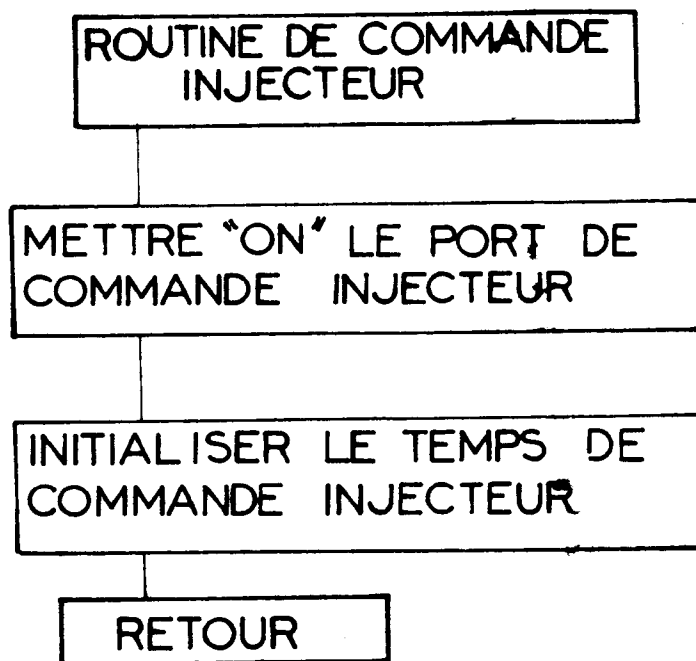 ROUTINE DE COMMANDE
INJECTEUR
METTRE "ON" LE PORT DE
COMMANDE INJECTEUR
INITIALISER LE TEMPS DE
COMMANDE INJECTEUR
RETOUR